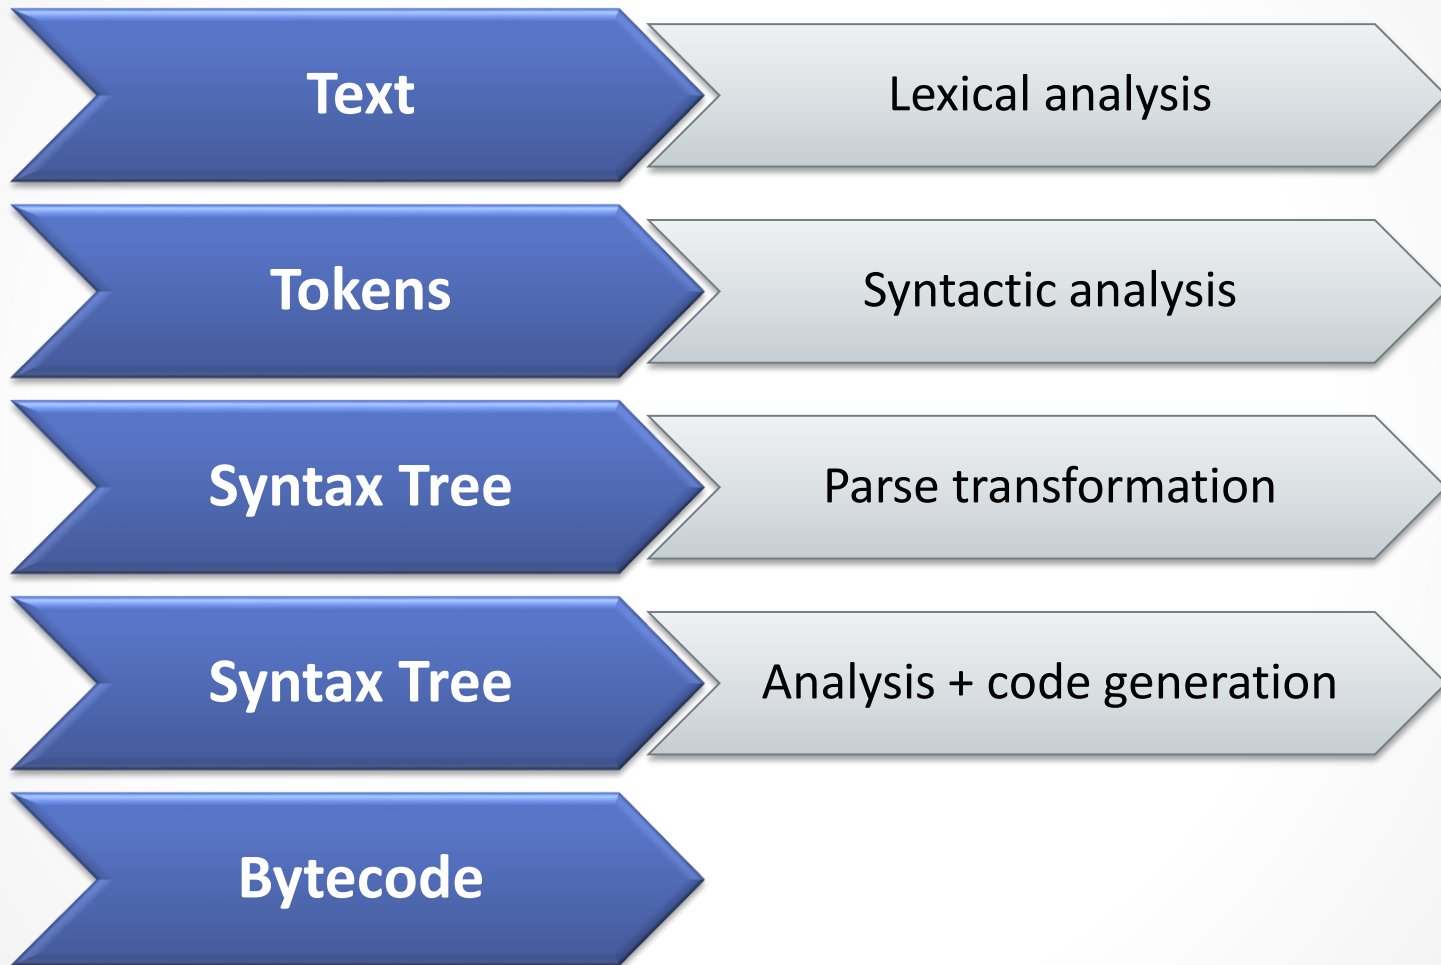 Text
Lexical analysis
Tokens
Syntactic analysis
Syntax Tree
Parse transformation
Syntax Tree
Analysis + code generation
Bytecode